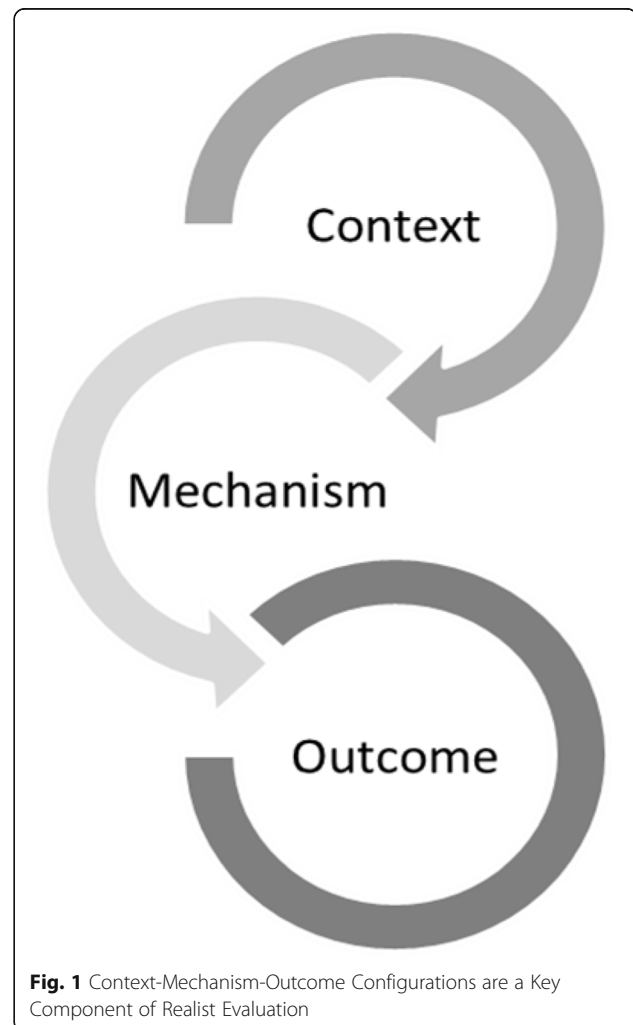 Context
Mechanism
Outcome
Fig. 1 Context-Mechanism-Outcome Configurations are a Key
Component of Realist Evaluation